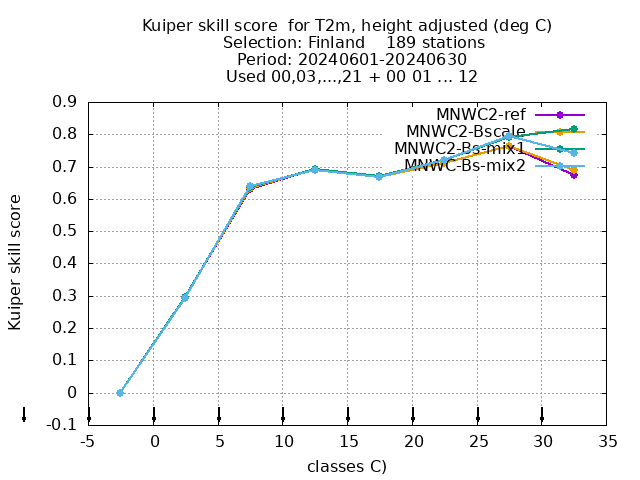 Kuiper skill score  for T2m, height adjusted (deg C)
Selection: Finland    189 stations
Period: 20240601-20240630
Used 00,03,...,21 + 00 01 ... 12
MNWC2-ref
MNWC2-Bscale
MNWC2-Bs-mix1
MNWC-Bs-mix2
Kuiper skill score
0.9
0.8
0.7
0.6
0.5
0.4
0.3
0.2
0.1
0
-0.1
-5 0 5 10 15 20 25 30 35
classes C)